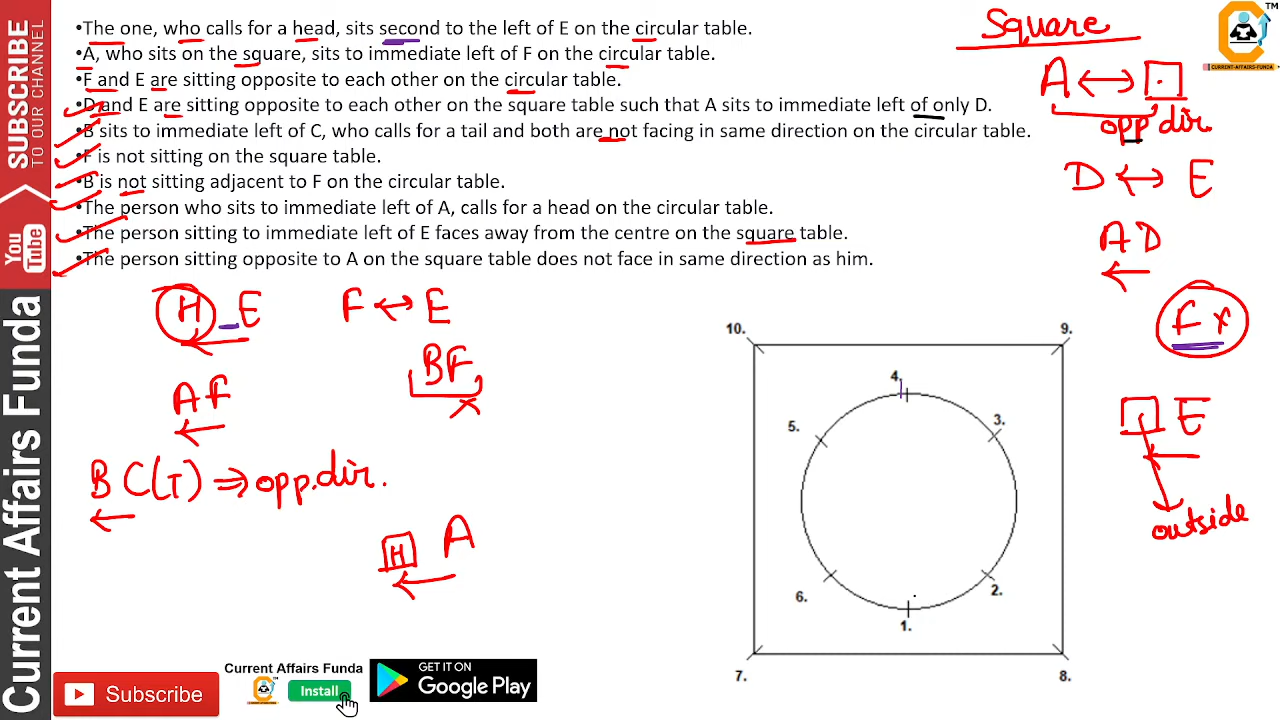 SUBSCRIBE
TO OUR CHANNEL
You
Tube
Current Affairs Funda
•The one, who calls for a head, sits second to the left of E on the circular table.
•A, who sits on the square, sits to immediate left of F on the circular table.
•F and E are sitting opposite to each other on the circular table.
•D and E are sitting opposite to each other on the square table such that A sits to immediate left of only D.
•B sits to immediate left of C, who calls for a tail and both are not facing in same direction on the circular table.
•F is not sitting on the square table.
•B is not sitting adjacent to F on the circular table.
•The person who sits to immediate left of A, calls for a head on the circular table.
•The person sitting to immediate left of E faces away from the centre on the square table.
•The person sitting opposite to A on the square table does not face in same direction as him.
Square
TM
CURRENT-AFFAIRS-FUNDA
A ↔
opp dir
D ↔ E
A D
F x
E
outside
H _ E
F ↔ E
B F
x
A F
B C(T) ⇒ opp. dir.
H A
10.
9.
4.
5.
3.
6.
2.
1.
7.
8.
Subscribe
Current Affairs Funda
Install
GET IT ON
Google Play